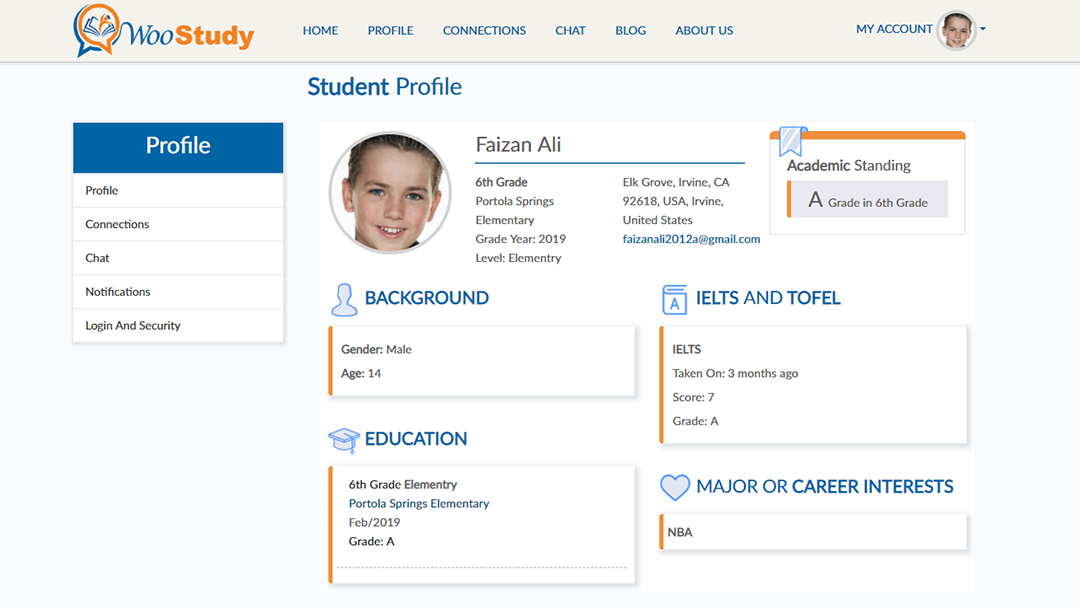 WooStudy
HOME
PROFILE
CONNECTIONS
CHAT
BLOG
ABOUT US
MY ACCOUNT
Student Profile
Profile
Profile
Connections
Chat
Notifications
Login And Security
Faizan Ali
6th Grade
Portola Springs
Elementary
Grade Year: 2019
Level: Elementry
Elk Grove, Irvine, CA
92618, USA, Irvine,
United States
faizanali2012a@gmail.com
Academic Standing
A Grade in 6th Grade
BACKGROUND
Gender: Male
Age: 14
EDUCATION
6th Grade Elementry
Portola Springs Elementary
Feb/2019
Grade: A
A
IELTS AND TOFEL
IELTS
Taken On: 3 months ago
Score: 7
Grade: A
MAJOR OR CAREER INTERESTS
NBA